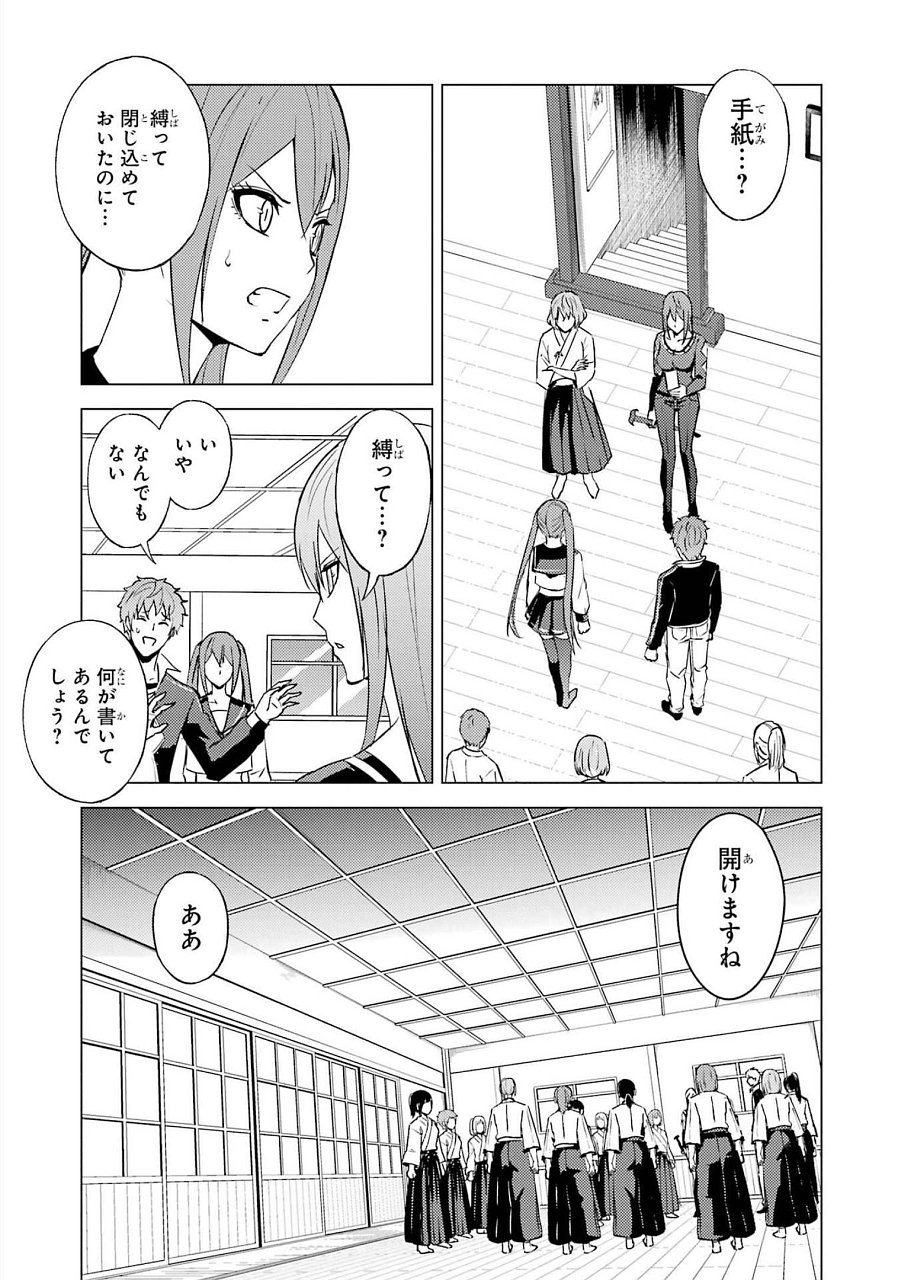 手紙…?
縛って
閉じ込めて
おいたのに…
縛って…?
い
いや
なんでも
ない
何が書いて
あるんで
しょう?
開けますね
ああ